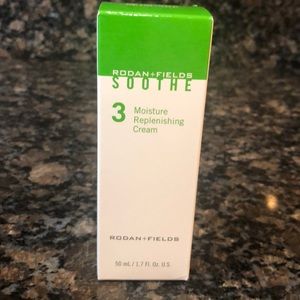 RODAN+FIELDS
SOOTHE
3 Moisture
Replenishing
Cream
RODAN+FIELDS
50 mL / 1.7 Fl. Oz. U.S.